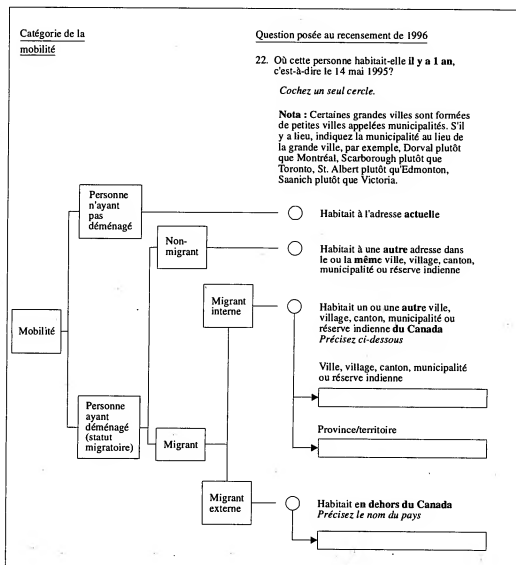 Catégorie de la
mobilité
Question posée au recensement de 1996
22. Où cette personne habitait-elle il y a 1 an,
c'est-à-dire le 14 mai 1995?
Cochez un seul cercle.
Nota : Certaines grandes villes sont formées
de petites villes appelées municipalités. S'il
y a lieu, indiquez la municipalité au lieu de
la grande ville, par exemple, Dorval plutôt
que Montréal, Scarborough plutôt que
Toronto, St. Albert plutôt qu'Edmonton,
Saanich plutôt que Victoria.
Personne
n'ayant
pas
déménagé
Habitait à l'adresse actuelle
Non-
migrant
Habitait à une autre adresse dans
le ou la même ville, village, canton,
municipalité ou réserve indienne
Migrant
interne
Habitait un ou une autre ville,
village, canton, municipalité ou
réserve indienne du Canada
Précisez ci-dessous
Mobilité
Ville, village, canton, municipalité
ou réserve indienne
Personne
ayant
déménagé
(statut
migratoire)
Migrant
Province/territoire
Migrant
externe
Habitait en dehors du Canada
Précisez le nom du pays